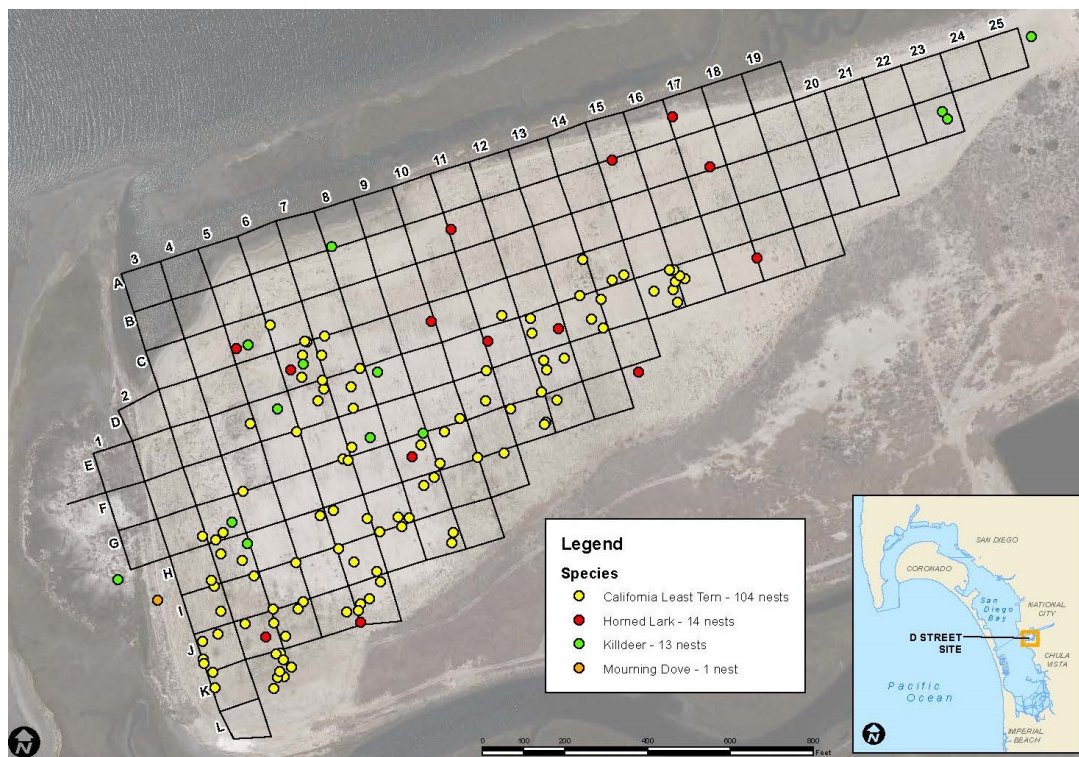 25
24
23
22
21
20
19
18
17
16
15
14
13
12
11
10
9
8
7
6
5
4
3
A
B
C
2
D
1
E
F
G
H
I
J
K
L
Legend
Species
California Least Tern - 104 nests
Horned Lark - 14 nests
Killdeer - 13 nests
Mourning Dove - 1 nest
SAN DIEGO
CORONADO
San
Diego
Bay
NATIONAL
CITY
D STREET
SITE
CHULA
VISTA
Pacific
Ocean
IMPERIAL
BEACH
N
N
0 100 200 400 600 800
Feet